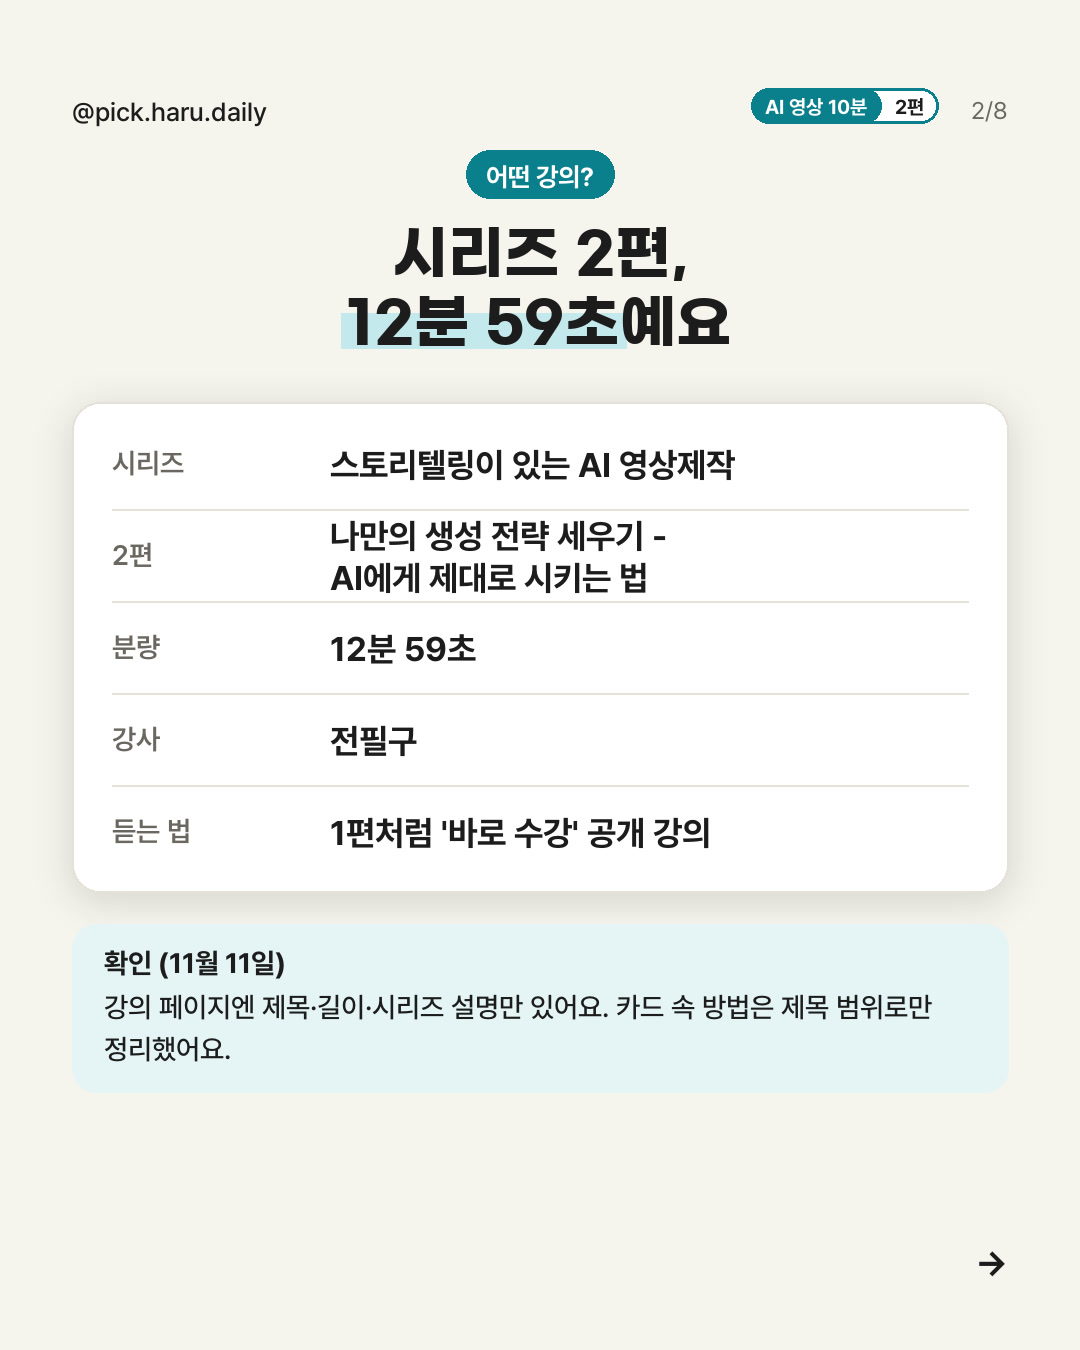 @pick.haru.daily
AI 영상 10분 2편 2/8
어떤 강의?
시리즈 2편,
12분 59초예요
시리즈 스토리텔링이 있는 AI 영상제작
2편 나만의 생성 전략 세우기 -
AI에게 제대로 시키는 법
분량 12분 59초
강사 전필구
듣는 법 1편처럼 '바로 수강' 공개 강의
확인 (11월 11일)
강의 페이지엔 제목·길이·시리즈 설명만 있어요. 카드 속 방법은 제목 범위로만
정리했어요.
→